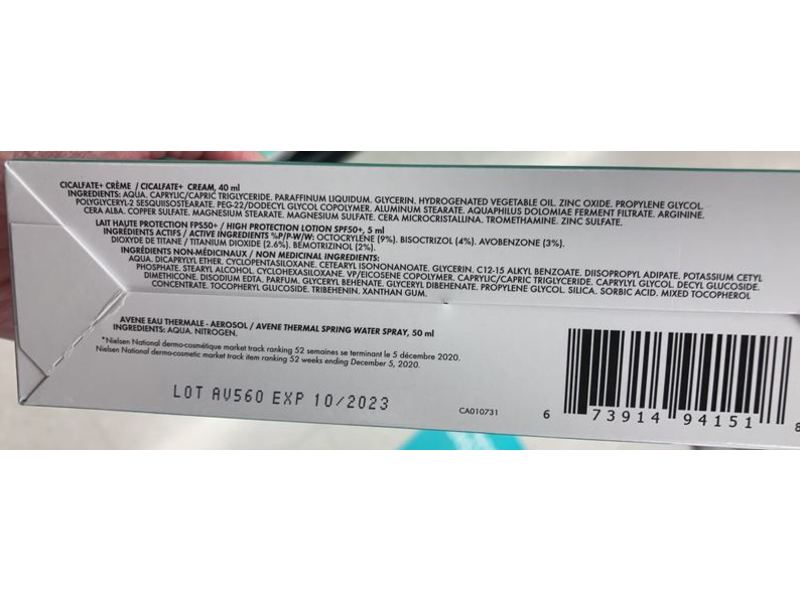 CICALFATE+ CRÈME / CICALFATE+ CREAM, 40 ml
INGREDIENTS: AQUA. CAPRYLIC/CAPRIC TRIGLYCERIDE. PARAFFINUM LIQUIDUM. GLYCERIN. HYDROGENATED VEGETABLE OIL. ZINC OXIDE. PROPYLENE GLYCOL.
POLYGLYCERYL-2 SESQUIISOSTEARATE. PEG-22/DODECYL GLYCOL COPOLYMER. ALUMINUM STEARATE. AQUAPHILUS DOLOMIAE FERMENT FILTRATE. ARGININE.
CERA ALBA. COPPER SULFATE. MAGNESIUM STEARATE. MAGNESIUM SULFATE. CERA MICROCRISTALLINA. TROMETHAMINE. ZINC SULFATE.
LAIT HAUTE PROTECTION FPS50+ / HIGH PROTECTION LOTION SPF50+, 5 ml
INGRÉDIENTS ACTIFS / ACTIVE INGREDIENTS %P/P-W/W: OCTOCRYLÈNE (9%). BISOCTRIZOL (4%). AVOBENZONE (3%).
DIOXYDE DE TITANE / TITANIUM DIOXIDE (2.6%). BEMOTRIZINOL (2%).
INGRÉDIENTS NON-MÉDICINAUX / NON MEDICINAL INGREDIENTS:
AQUA. DICAPRYLYL ETHER. CYCLOPENTASILOXANE. CETEARYL ISONONANOATE. GLYCERIN. C12-15 ALKYL BENZOATE. DIISOPROPYL ADIPATE. POTASSIUM CETYL
PHOSPHATE. STEARYL ALCOHOL. CYCLOHEXASILOXANE. VP/EICOSENE COPOLYMER. CAPRYLIC/CAPRIC TRIGLYCERIDE. CAPRYLYL GLYCOL. DECYL GLUCOSIDE.
DIMETHICONE. DISODIUM EDTA. PARFUM. GLYCERYL BEHENATE. GLYCERYL DIBEHENATE. PROPYLENE GLYCOL. SILICA. SORBIC ACID. MIXED TOCOPHEROL
CONCENTRATE. TOCOPHERYL GLUCOSIDE. TRIBEHENIN. XANTHAN GUM.
AVENE EAU THERMALE - AEROSOL / AVENE THERMAL SPRING WATER SPRAY, 50 ml
INGREDIENTS: AQUA. NITROGEN.
*Nielsen National dermo-cosmétique market track ranking 52 semaines se terminant le 5 décembre 2020.
Nielsen National dermo-cosmetic market track item ranking 52 weeks ending December 5, 2020.
LOT AV560 EXP 10/2023
CA010731
6 73914 94151 8